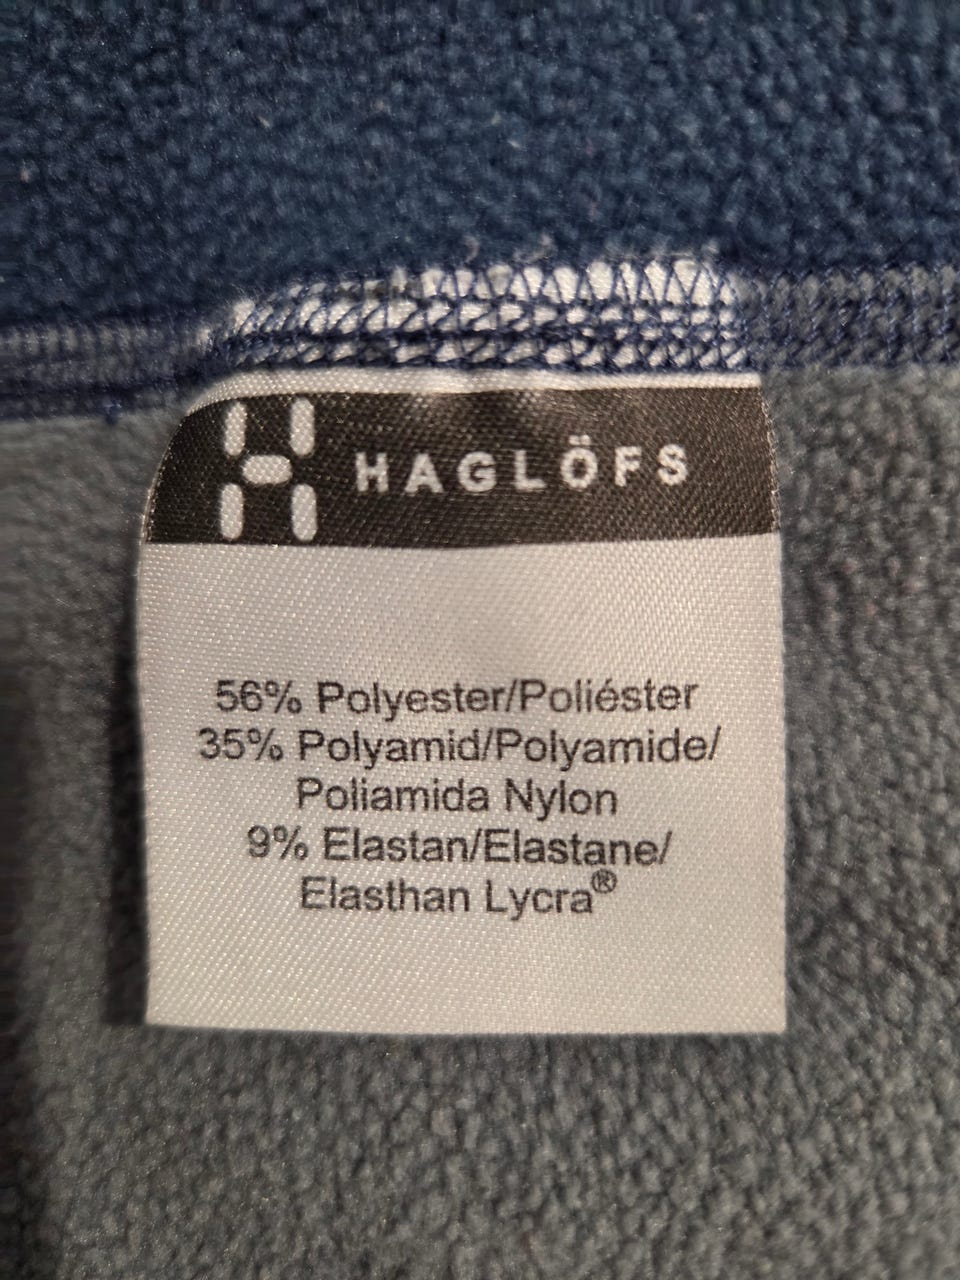 HAGLÖFS
56% Polyester/Poliéster
35% Polyamid/Polyamide/
Poliamida Nylon
9% Elastan/Elastane/
Elasthan Lycra®